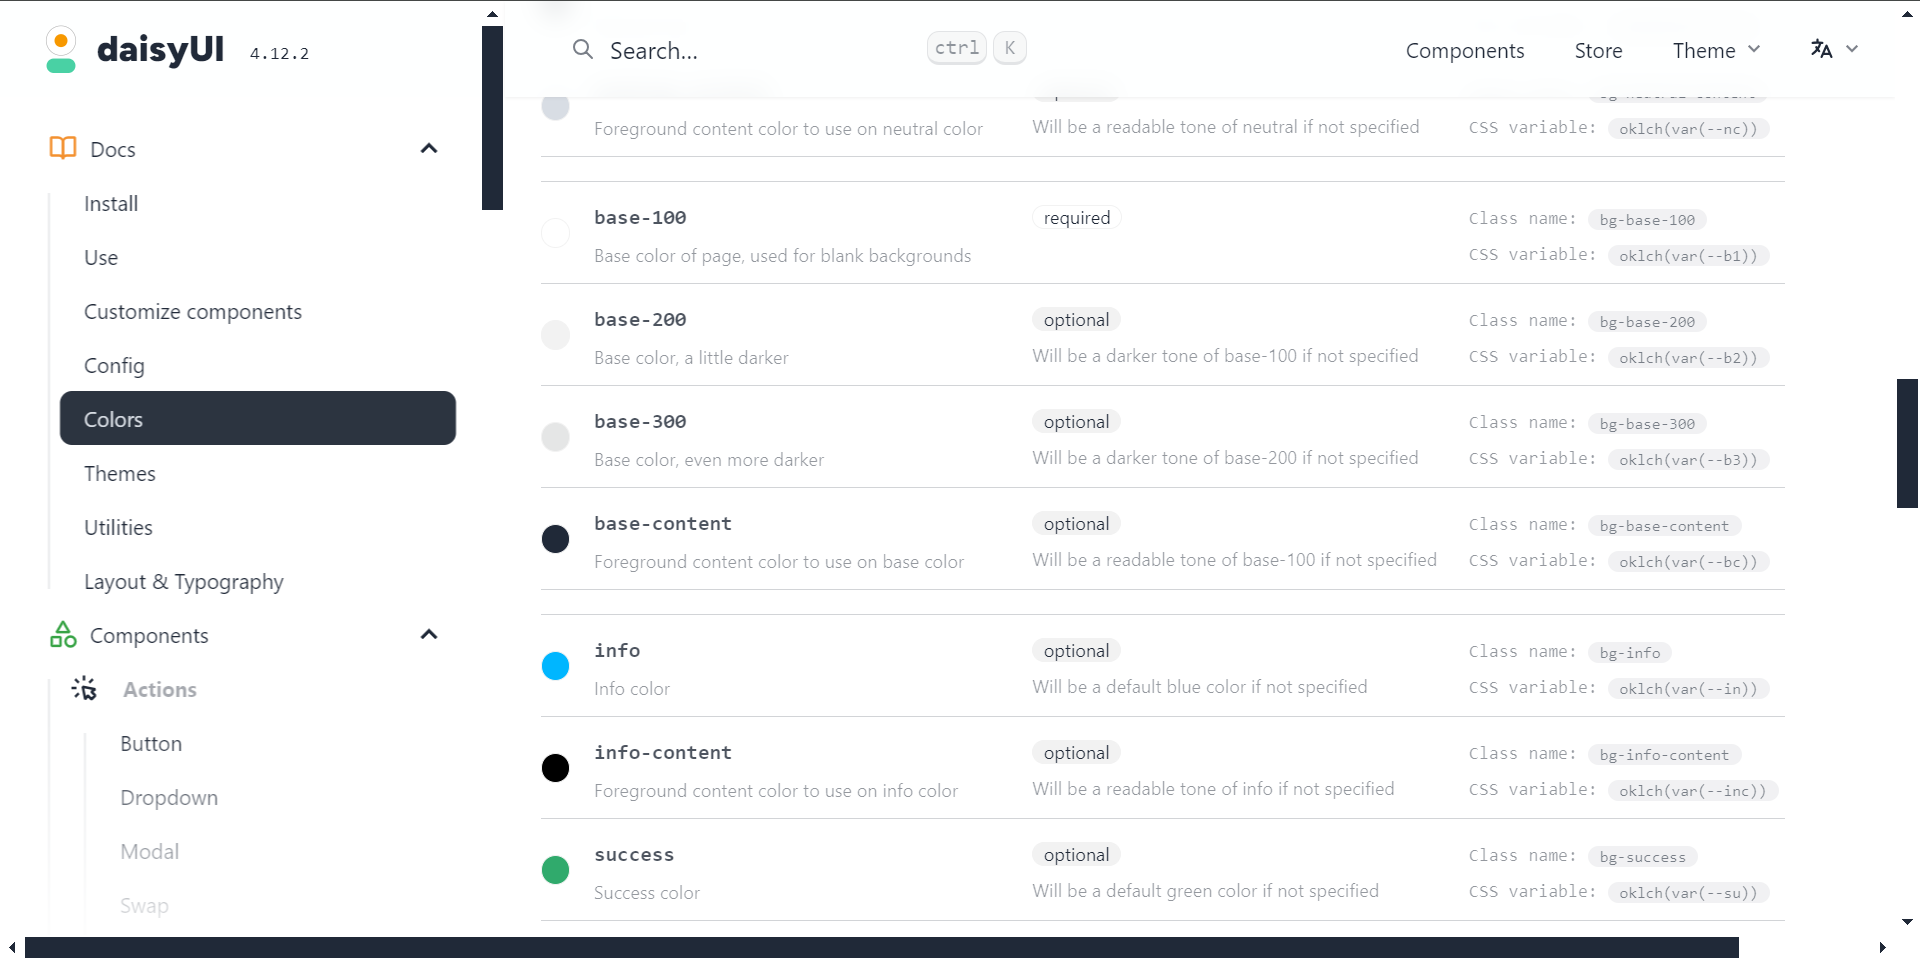 daisyUI 4.12.2
Search...
ctrl K
Components
Store
Theme
Docs
Install
Use
Customize components
Config
Colors
Themes
Utilities
Layout & Typography
Components
Actions
Button
Dropdown
Modal
Swap
Foreground content color to use on neutral color
Will be a readable tone of neutral if not specified
CSS variable: oklch(var(--nc))
base-100
required
Class name: bg-base-100
Base color of page, used for blank backgrounds
CSS variable: oklch(var(--b1))
base-200
optional
Class name: bg-base-200
Base color, a little darker
Will be a darker tone of base-100 if not specified
CSS variable: oklch(var(--b2))
base-300
optional
Class name: bg-base-300
Base color, even more darker
Will be a darker tone of base-200 if not specified
CSS variable: oklch(var(--b3))
base-content
optional
Class name: bg-base-content
Foreground content color to use on base color
Will be a readable tone of base-100 if not specified
CSS variable: oklch(var(--bc))
info
optional
Class name: bg-info
Info color
Will be a default blue color if not specified
CSS variable: oklch(var(--in))
info-content
optional
Class name: bg-info-content
Foreground content color to use on info color
Will be a readable tone of info if not specified
CSS variable: oklch(var(--inc))
success
optional
Class name: bg-success
Success color
Will be a default green color if not specified
CSS variable: oklch(var(--su))